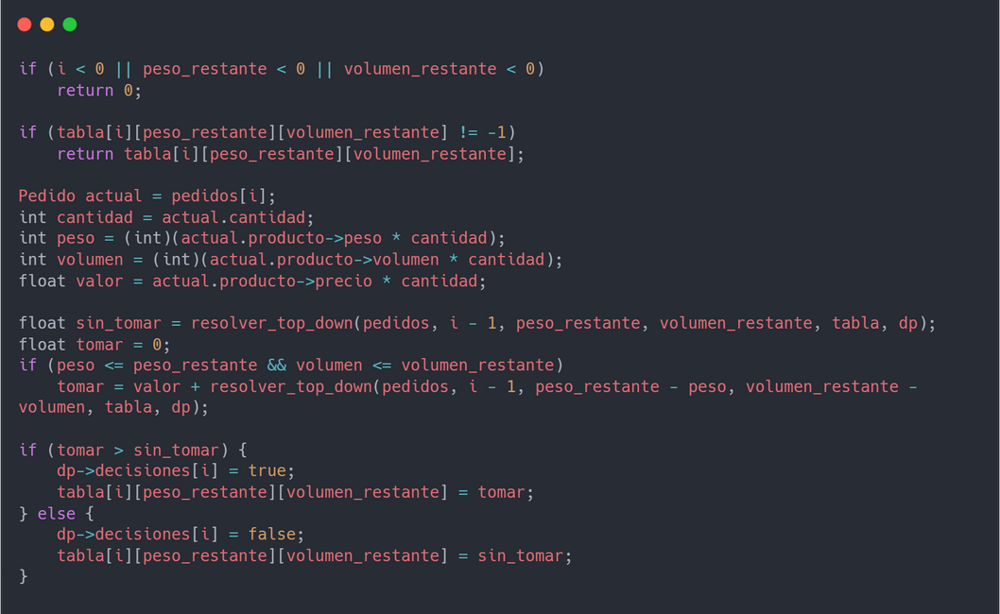 if (i < 0 || peso_restante < 0 || volumen_restante < 0)
    return 0;

if (tabla[i][peso_restante][volumen_restante] != -1)
    return tabla[i][peso_restante][volumen_restante];

Pedido actual = pedidos[i];
int cantidad = actual.cantidad;
int peso = (int)(actual.producto->peso * cantidad);
int volumen = (int)(actual.producto->volumen * cantidad);
float valor = actual.producto->precio * cantidad;

float sin_tomar = resolver_top_down(pedidos, i - 1, peso_restante, volumen_restante, tabla, dp);
float tomar = 0;
if (peso <= peso_restante && volumen <= volumen_restante)
    tomar = valor + resolver_top_down(pedidos, i - 1, peso_restante - peso, volumen_restante -
volumen, tabla, dp);

if (tomar > sin_tomar) {
    dp->decisiones[i] = true;
    tabla[i][peso_restante][volumen_restante] = tomar;
} else {
    dp->decisiones[i] = false;
    tabla[i][peso_restante][volumen_restante] = sin_tomar;
}